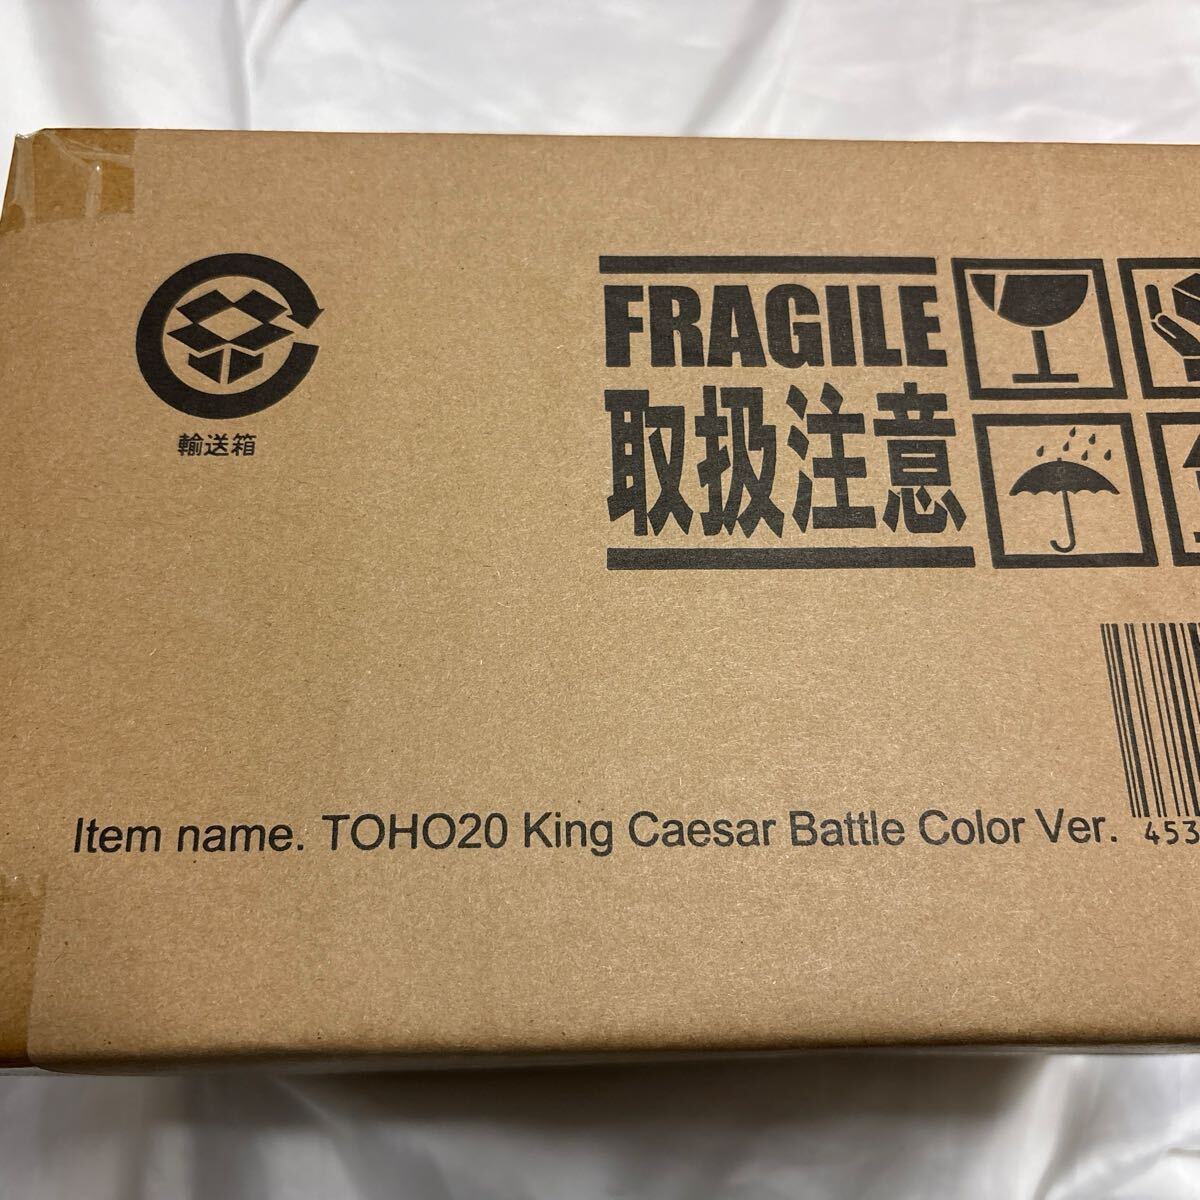 FRAGILE
取扱注意
輸送箱
Item name. TOHO20 King Caesar Battle Color Ver.
453